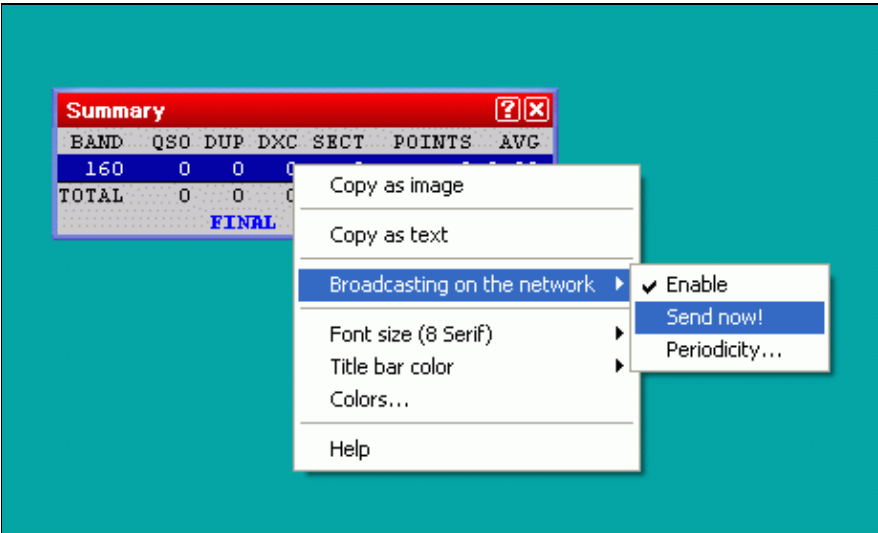 Summary
BAND QSO DUP DXC SECT POINTS AVG
160 0 0 0
TOTAL 0 0 0
FINAL
Copy as image
Copy as text
Broadcasting on the network
Enable
Send now!
Periodicity...
Font size (8 Serif)
Title bar color
Colors...
Help